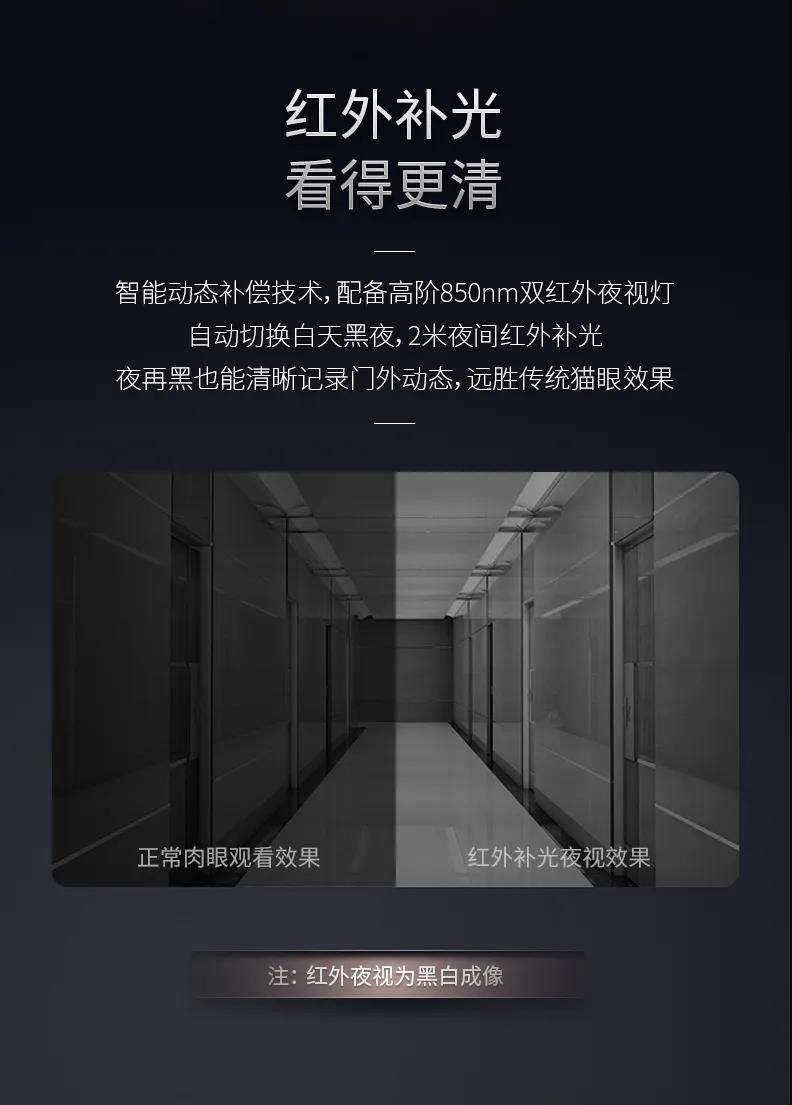 红外补光
看得更清
智能动态补偿技术，配备高阶850nm双红外夜视灯
自动切换白天黑夜，2米夜间红外补光
夜再黑也能清晰记录门外动态，远胜传统猫眼效果
正常肉眼观看效果
红外补光夜视效果
注：红外夜视为黑白成像